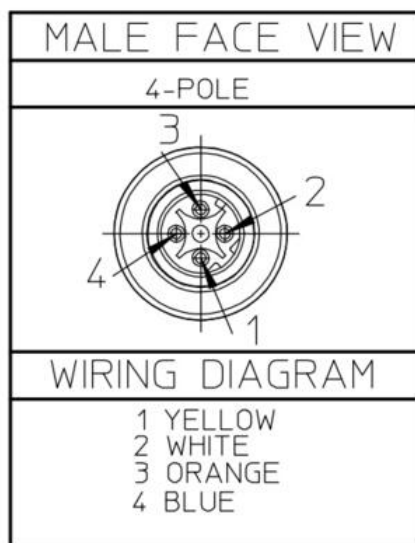 MALE FACE VIEW
4-POLE
3
2
4
1
WIRING DIAGRAM
1 YELLOW
2 WHITE
3 ORANGE
4 BLUE